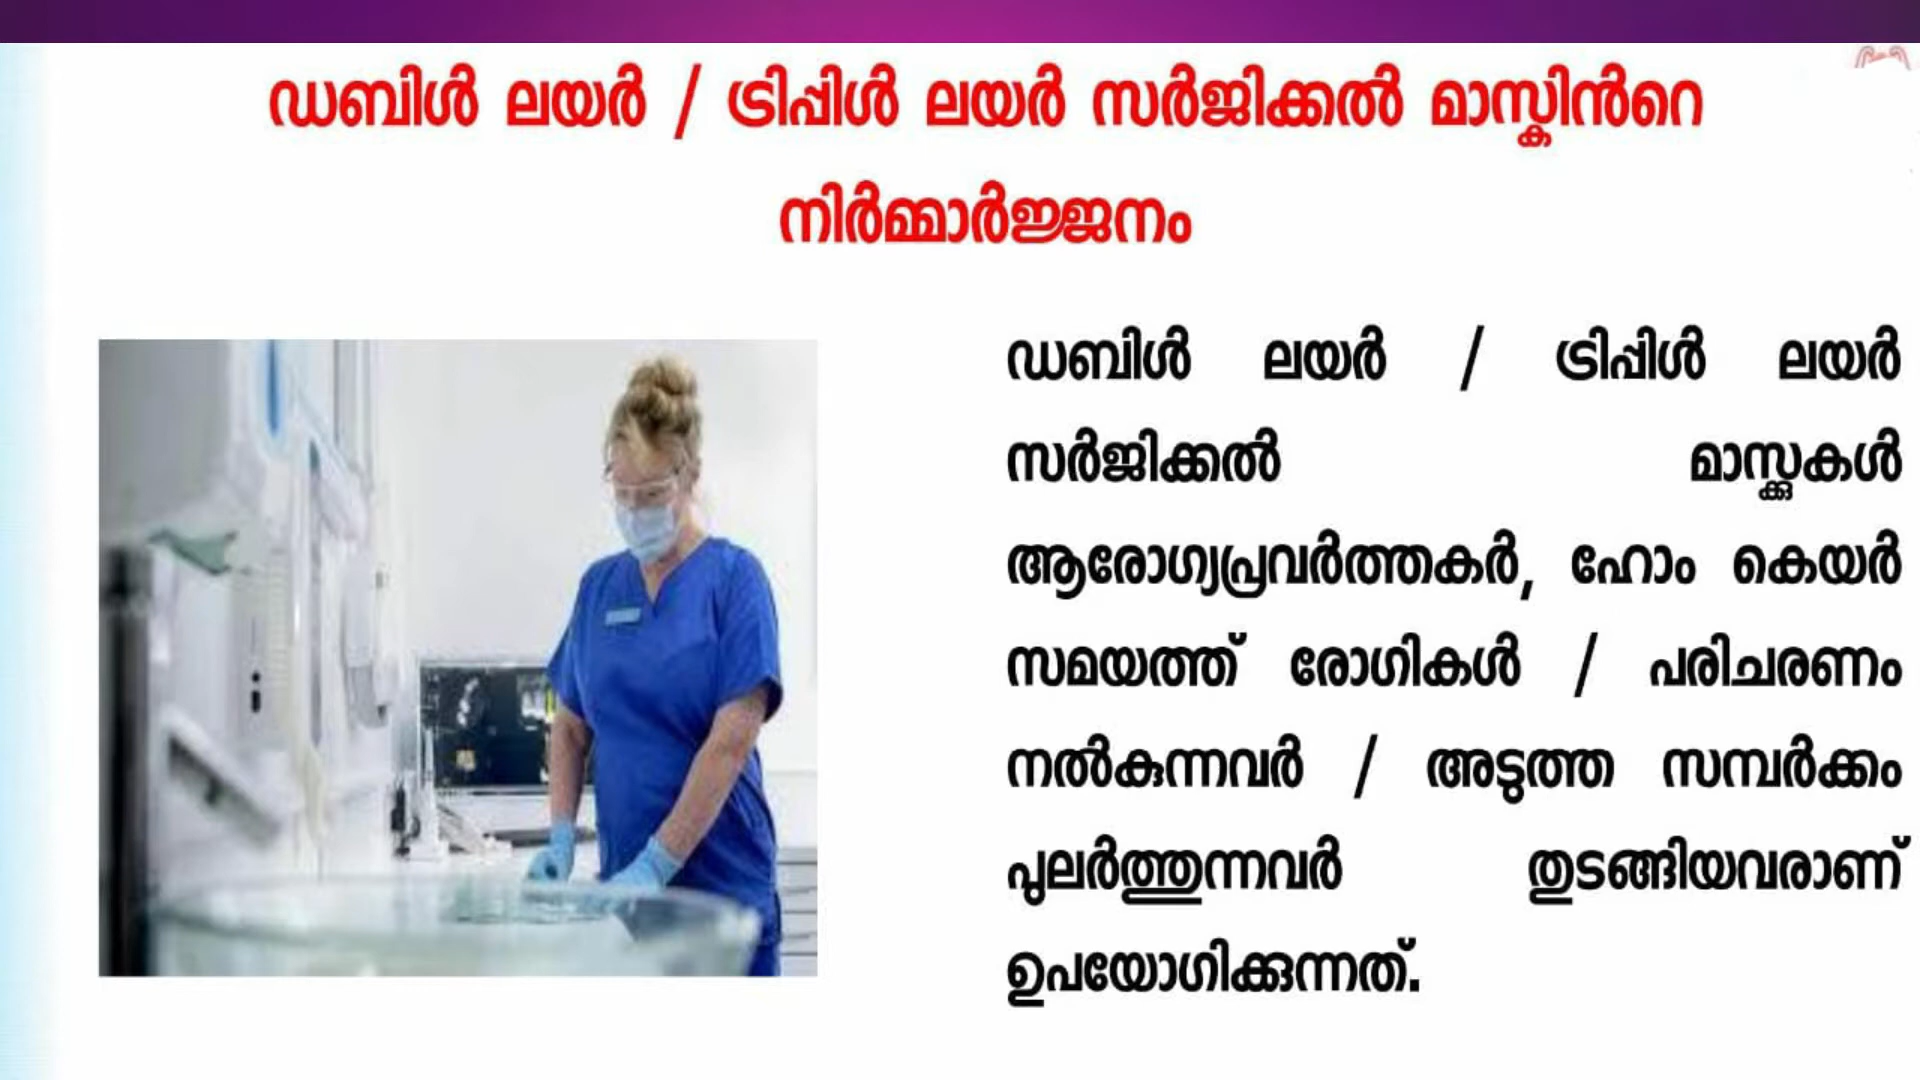 ഡബിൾ ലയർ / ട്രിപ്പിൾ ലയർ സർജിക്കൽ മാസ്കിൻറെ
നിർമ്മാർജ്ജനം
ഡബിൾ ലയർ / ട്രിപ്പിൾ ലയർ
സർജിക്കൽ മാസ്ക്കുകൾ
ആരോഗ്യപ്രവർത്തകർ, ഹോം കെയർ
സമയത്ത് രോഗികൾ / പരിചരണം
നൽകുന്നവർ / അടുത്ത സമ്പർക്കം
പുലർത്തുന്നവർ തുടങ്ങിയവരാണ്
ഉപയോഗിക്കുന്നത്.